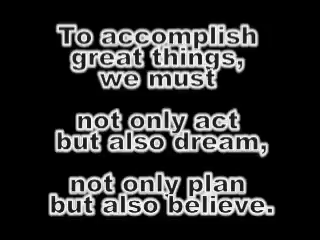 To accomplish
great things,
we must
not only act
but also dream,
not only plan
but also believe.